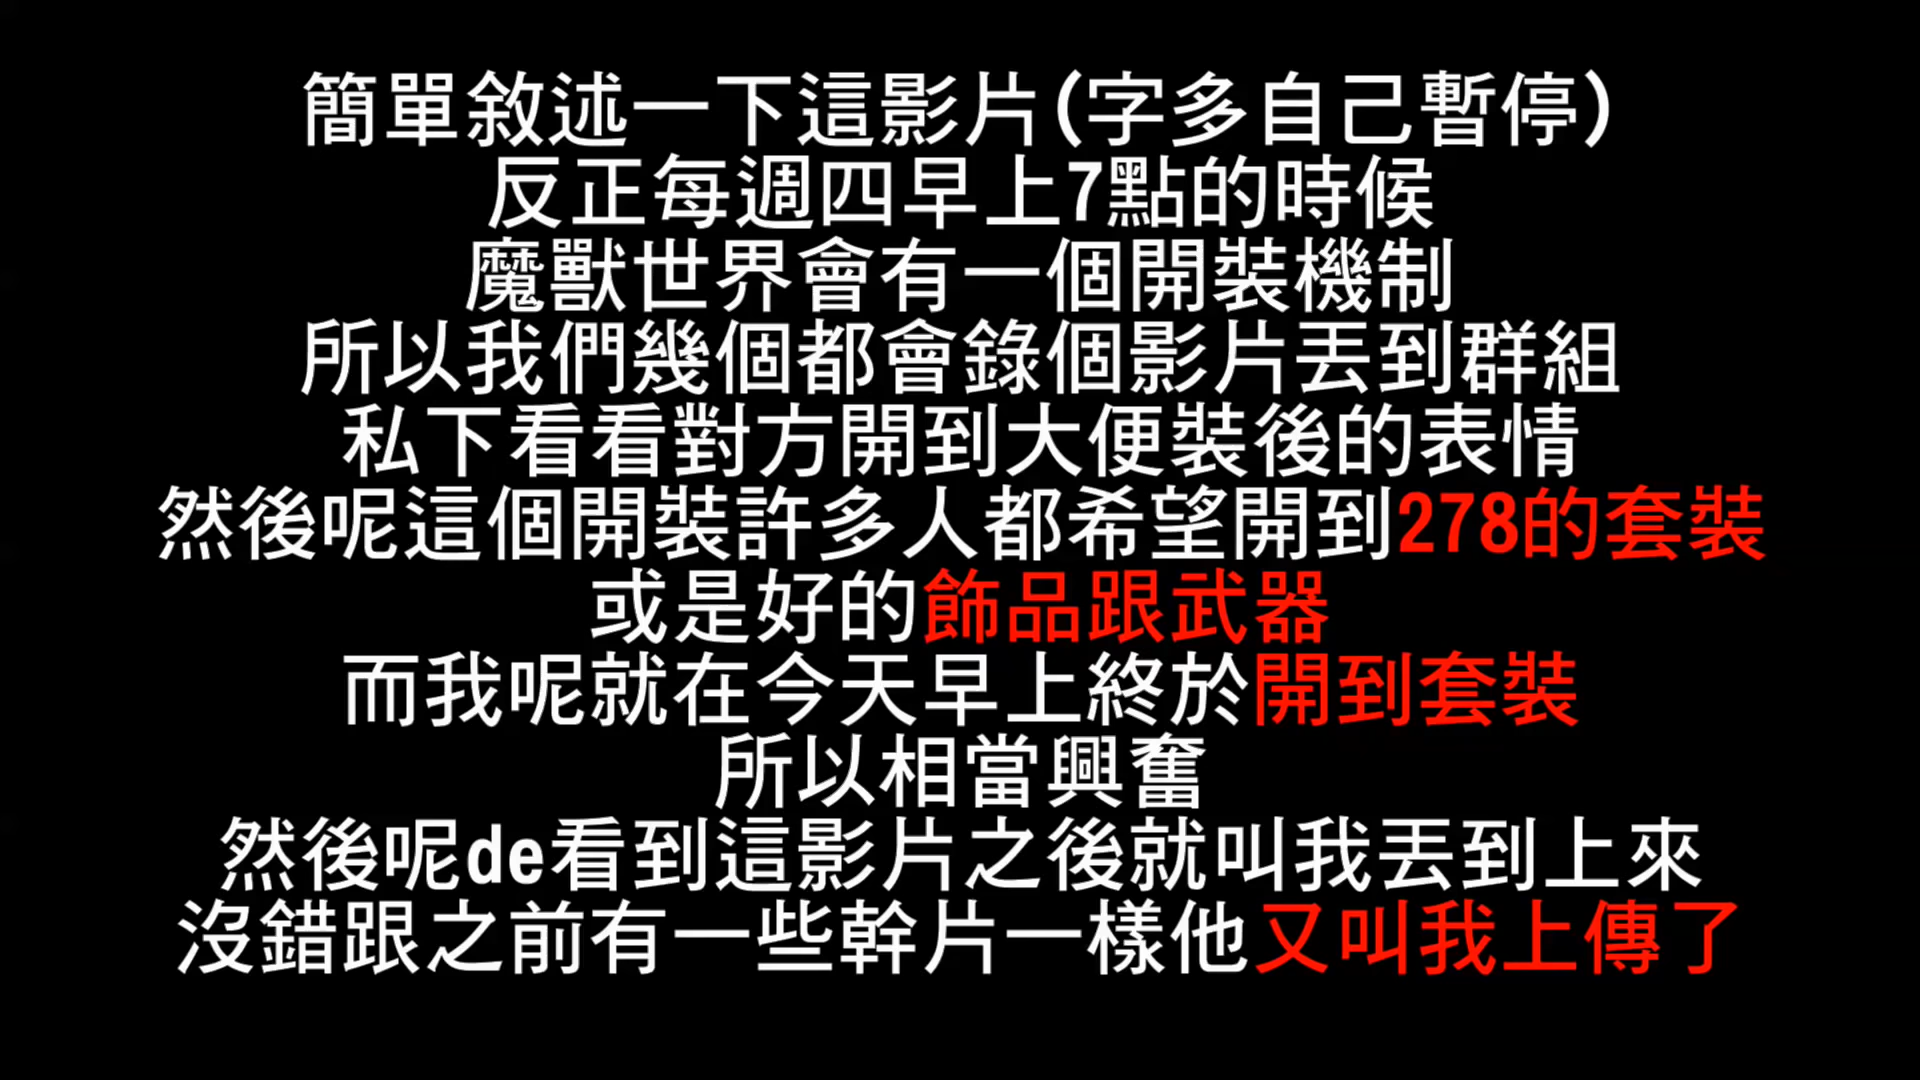 簡單敘述一下這影片(字多自己暫停)
反正每週四早上7點的時候
魔獸世界會有一個開裝機制
所以我們幾個都會錄個影片丟到群組
私下看看對方開到大便裝後的表情
然後呢這個開裝許多人都希望開到278的套裝
或是好的飾品跟武器
而我呢就在今天早上終於開到套裝
所以相當興奮
然後呢de看到這影片之後就叫我丟到上來
沒錯跟之前有一些幹片一樣他又叫我上傳了